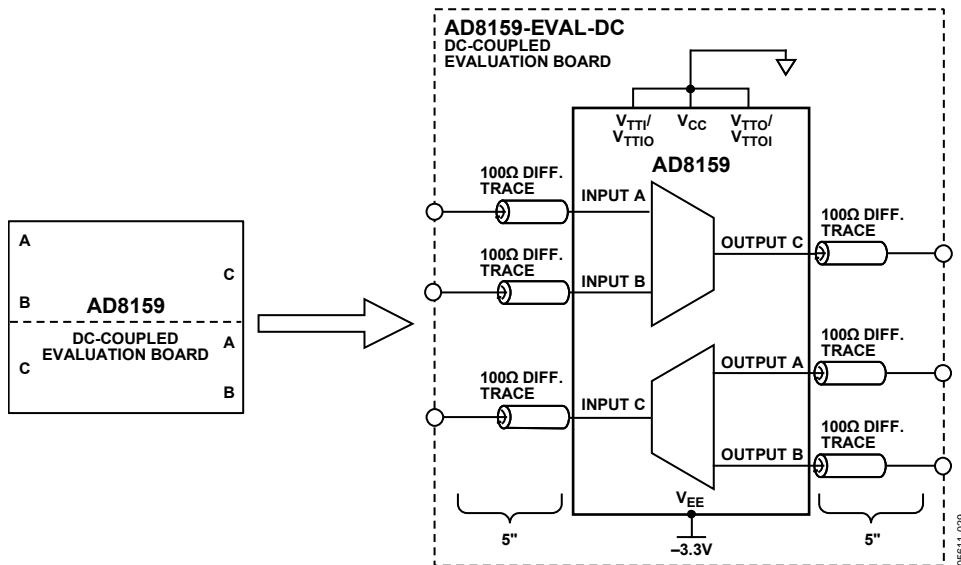 A
B
C
AD8159
DC-COUPLED
EVALUATION BOARD
C
A
B
AD8159-EVAL-DC
DC-COUPLED
EVALUATION BOARD
VTTI/
VTTIO
VCC
VTTO/
VTTOI
AD8159
100Ω DIFF.
TRACE
INPUT A
100Ω DIFF.
TRACE
INPUT B
OUTPUT C
100Ω DIFF.
TRACE
100Ω DIFF.
TRACE
INPUT C
OUTPUT A
100Ω DIFF.
TRACE
OUTPUT B
100Ω DIFF.
TRACE
VEE
–3.3V
5"
5"
05611-029